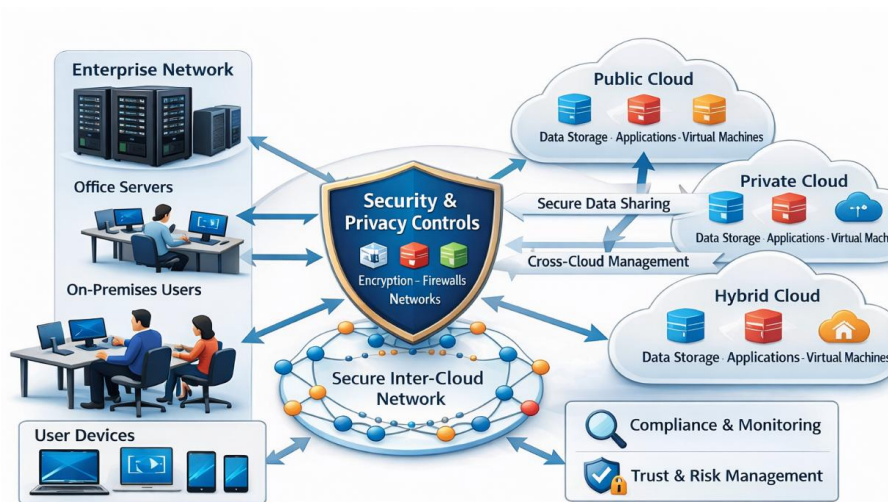 Enterprise Network
Office Servers
On-Premises Users
User Devices
Security &
Privacy Controls
Encryption - Firewalls
Networks
Secure Inter-Cloud
Network
Public Cloud
Data Storage · Applications - Virtual Machines
Secure Data Sharing
Cross-Cloud Management
Private Cloud
Data Storage · Applications - Virtual Machi
Hybrid Cloud
Data Storage · Applications - Virtual Machines
Compliance & Monitoring
Trust & Risk Management